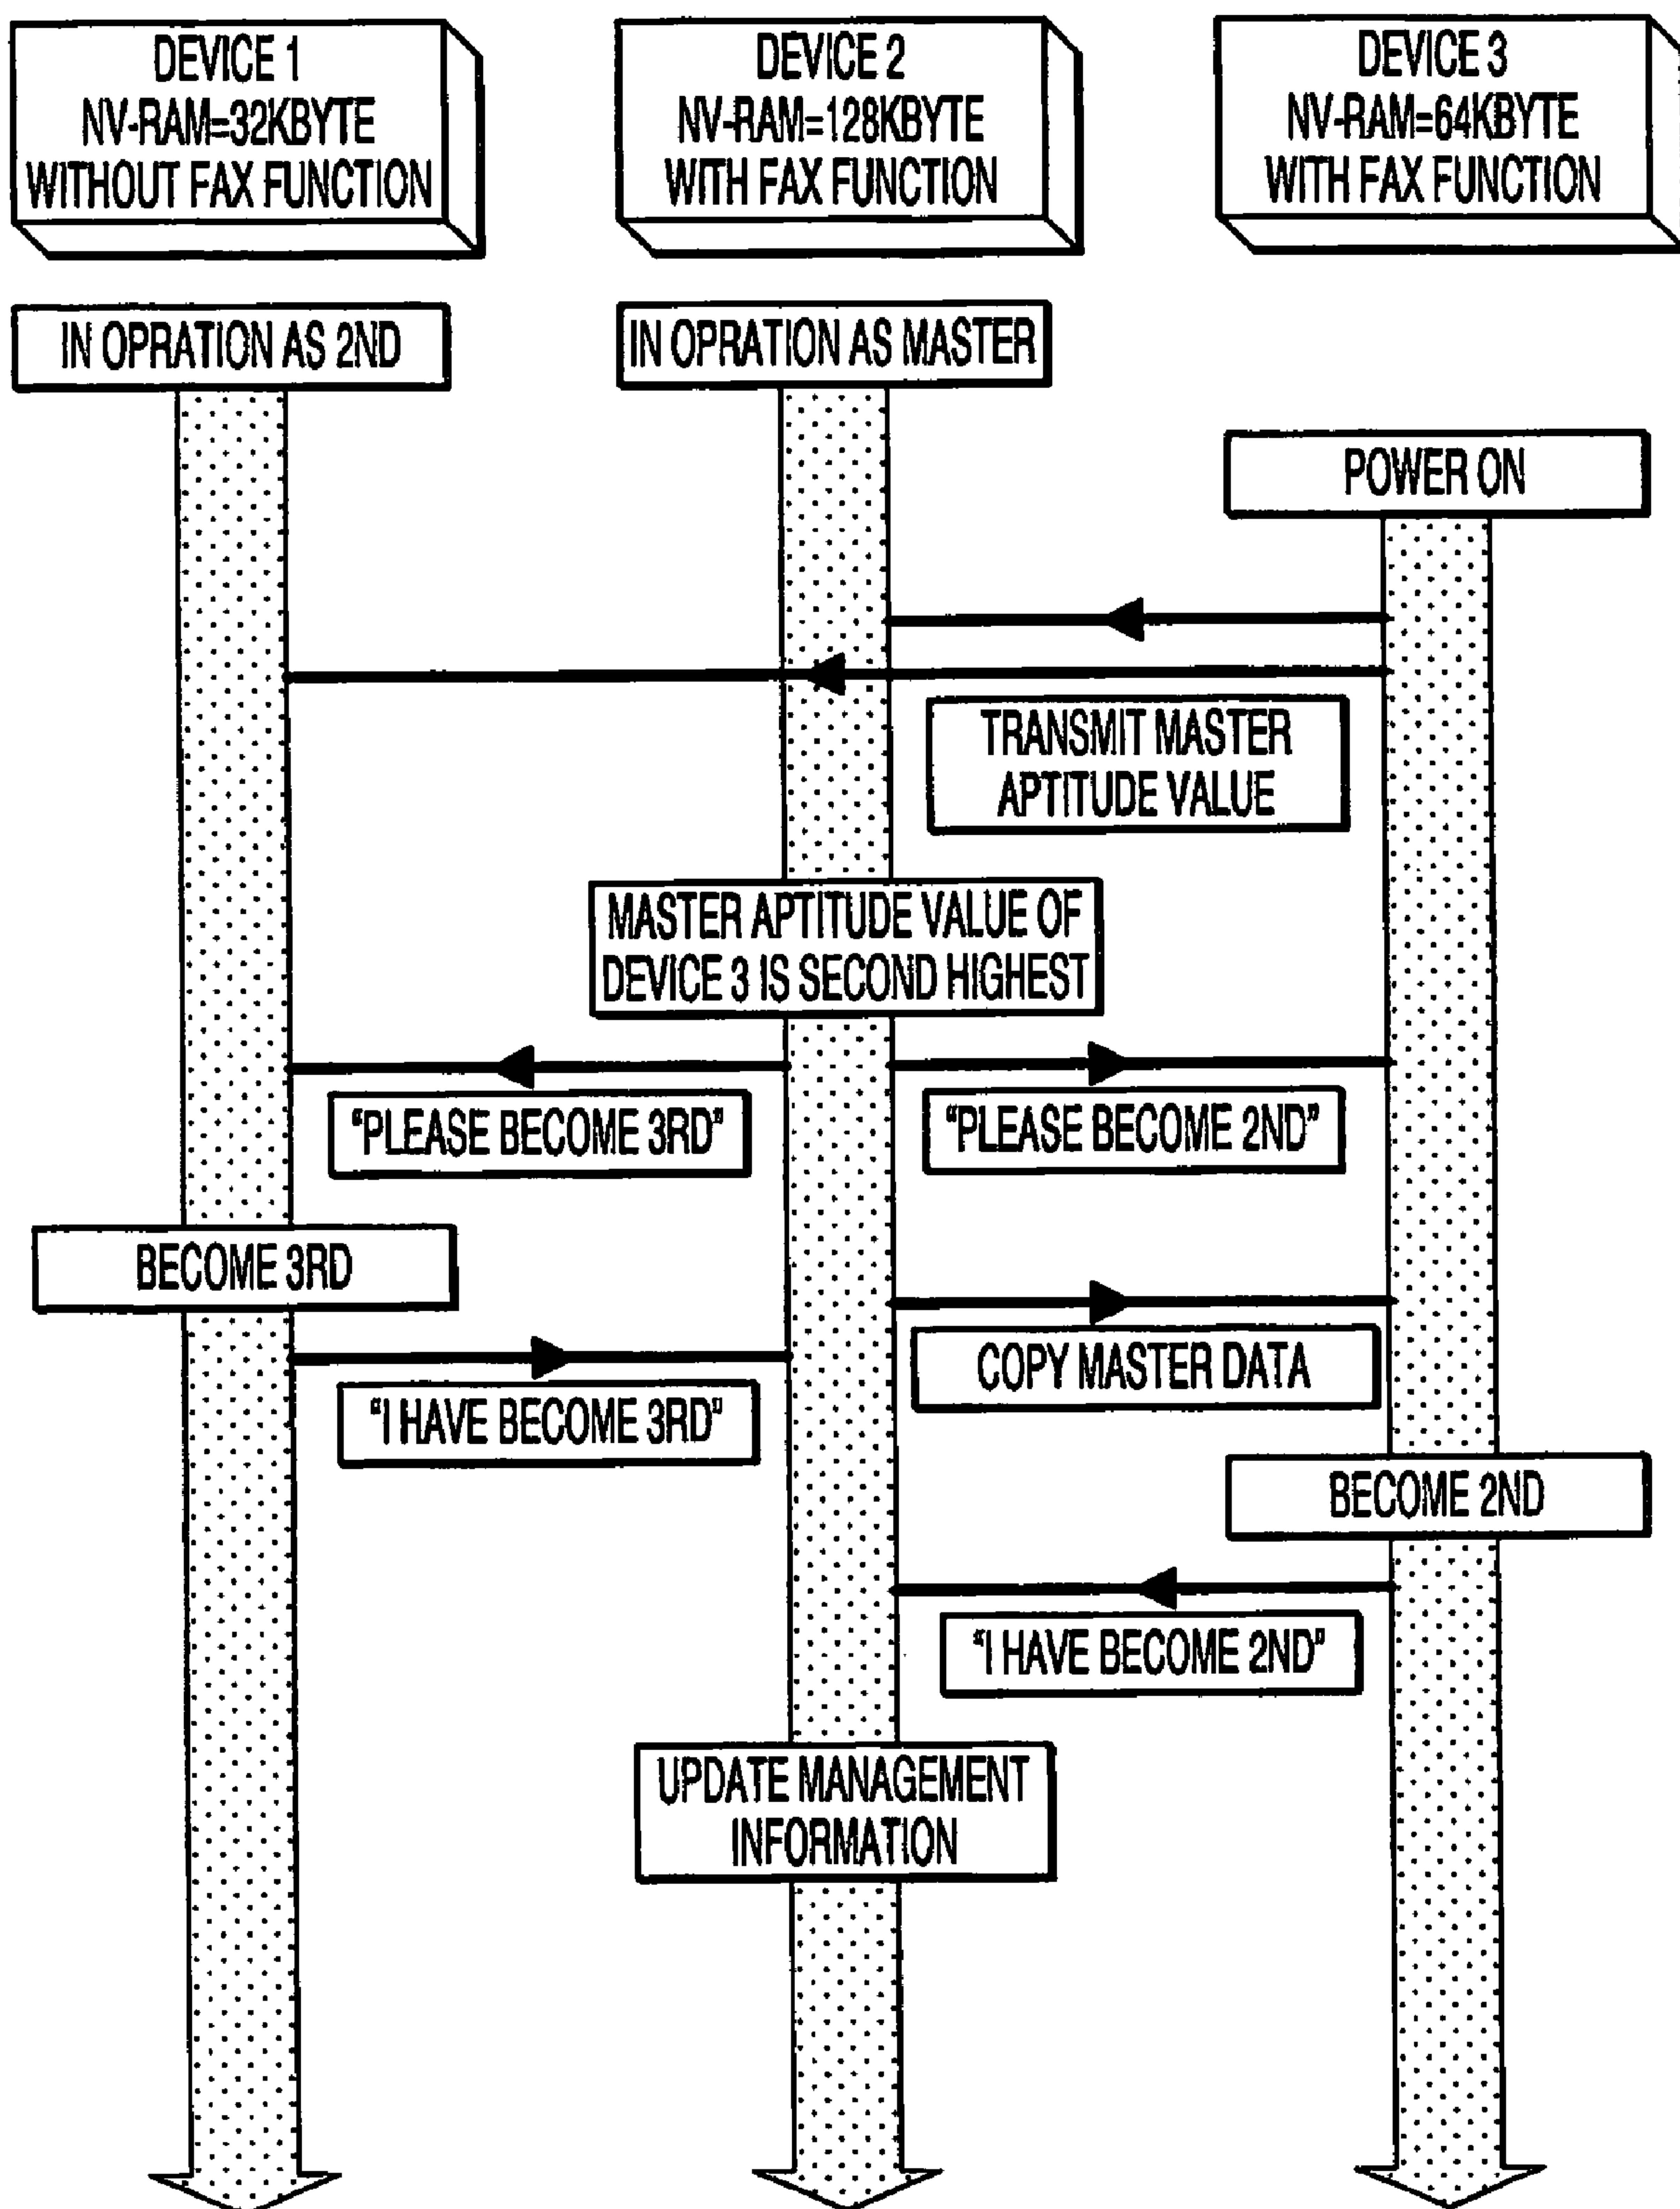 DEVICE 1
NV-RAM=32KBYTE
WITHOUT FAX FUNCTION
DEVICE 2
NV-RAM=128KBYTE
WITH FAX FUNCTION
DEVICE 3
NV-RAM=64KBYTE
WITH FAX FUNCTION
IN OPRATION AS 2ND
IN OPRATION AS MASTER
POWER ON
TRANSMIT MASTER
APTITUDE VALUE
MASTER APTITUDE VALUE OF
DEVICE 3 IS SECOND HIGHEST
"PLEASE BECOME 3RD"
"PLEASE BECOME 2ND"
BECOME 3RD
COPY MASTER DATA
"I HAVE BECOME 3RD"
BECOME 2ND
"I HAVE BECOME 2ND"
UPDATE MANAGEMENT
INFORMATION